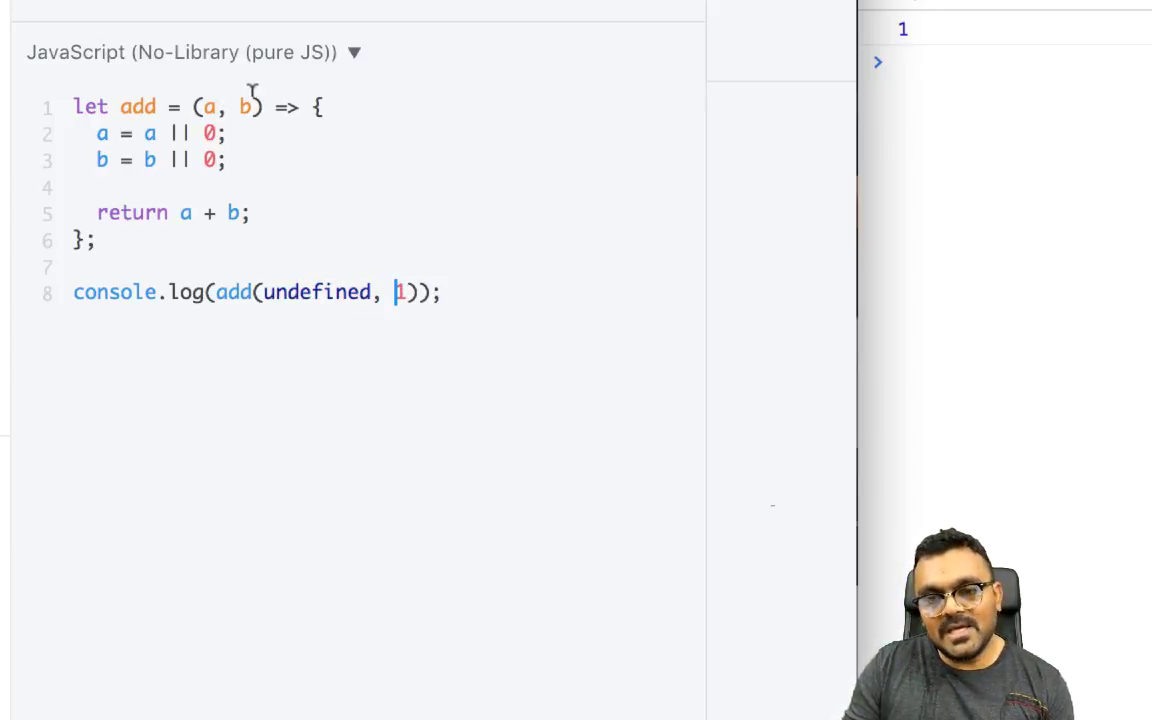 JavaScript (No-Library (pure JS)) ▼
1 let add = (a, b) => {
2   a = a || 0;
3   b = b || 0;
4
5   return a + b;
6 };
7
8 console.log(add(undefined, 1));
1
>